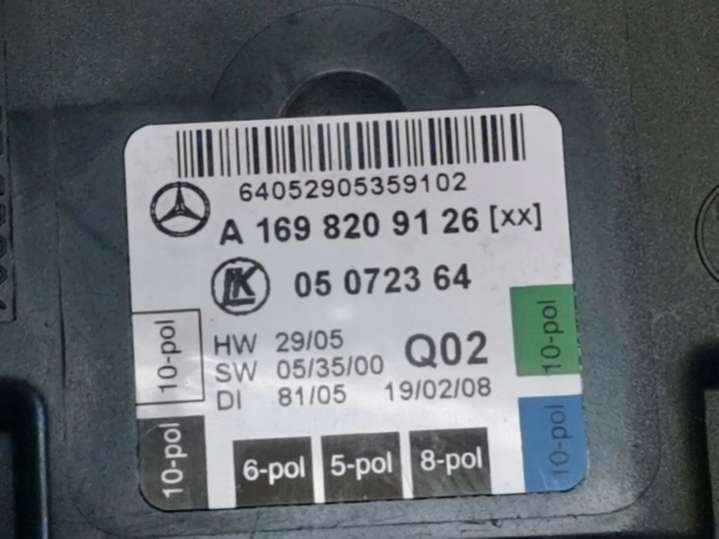 64052905359102
A 169 820 91 26 [xx]
LK 05 0723 64
HW 29/05 Q02
SW 05/35/00
DI 81/05 19/02/08
10-pol
10-pol
6-pol 5-pol 8-pol
10-pol
10-pol